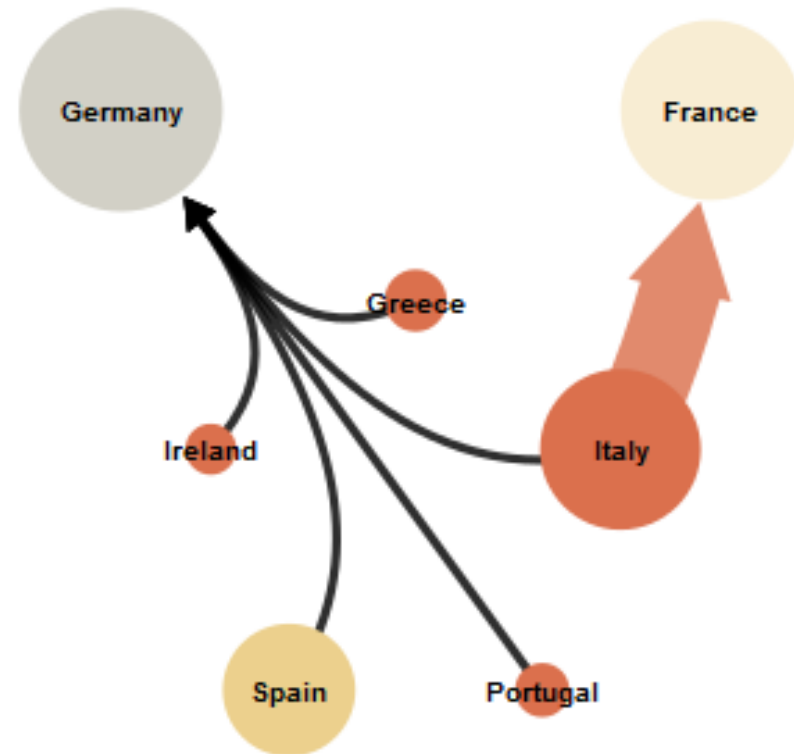 Germany
France
Greece
Ireland
Italy
Spain
Portugal